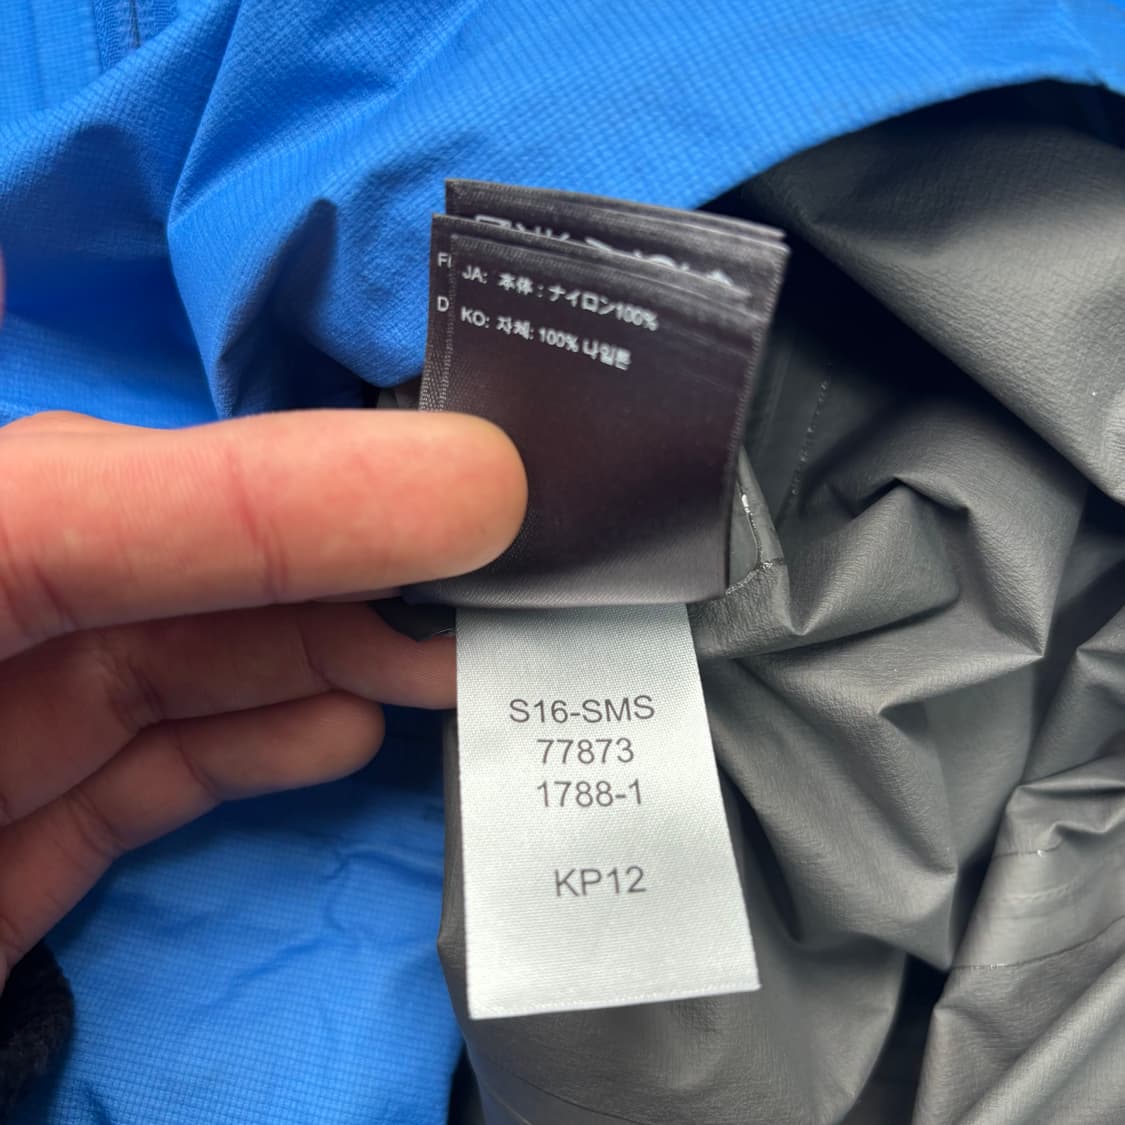 F
D
JA: 本体 : ナイロン100%
KO: 자체: 100% 나일론
S16-SMS
77873
1788-1
KP12